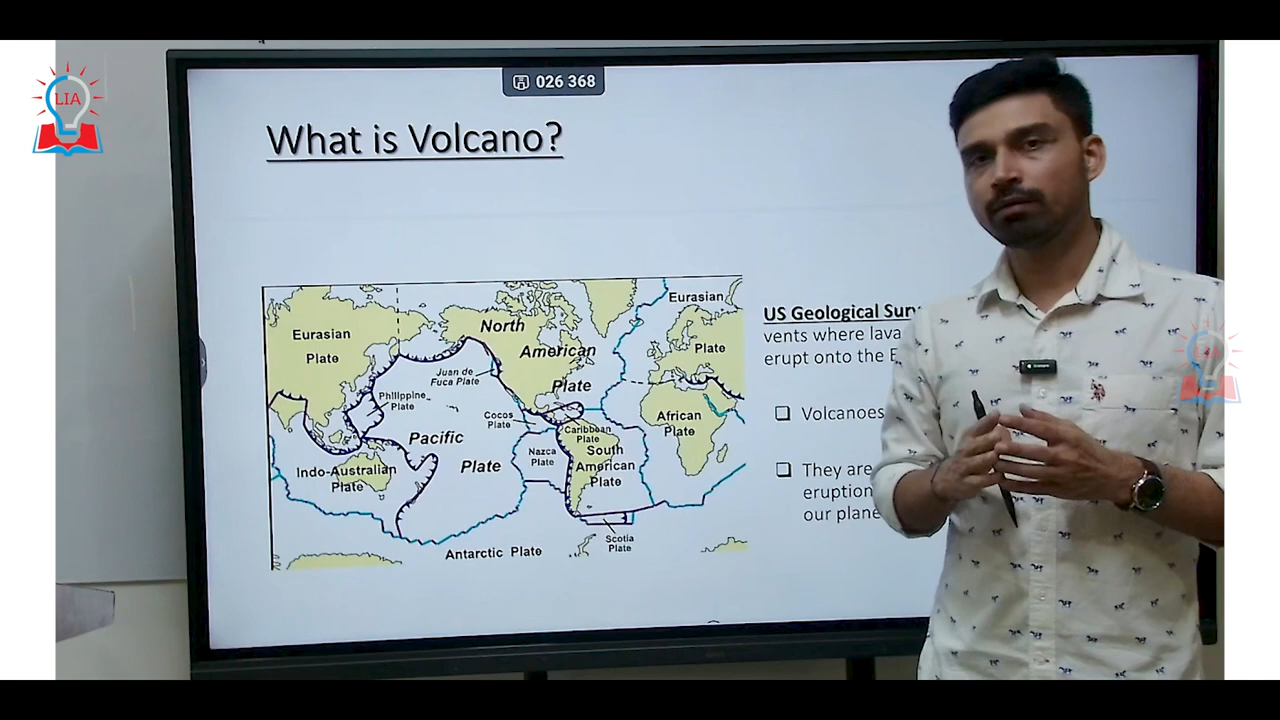 LIA
026 368
What is Volcano?
Eurasian
Plate
North
American
Plate
Eurasian
Plate
Juan de
Fuca Plate
Philippine
Plate
Cocos
Plate
Caribbean
Plate
African
Plate
Pacific
Plate
Nazca
Plate
South
American
Plate
Indo-Australian
Plate
Scotia
Plate
Antarctic Plate
US Geological
vents where lava
erupt onto the
Volcanoes
They are
eruption
our
LIA